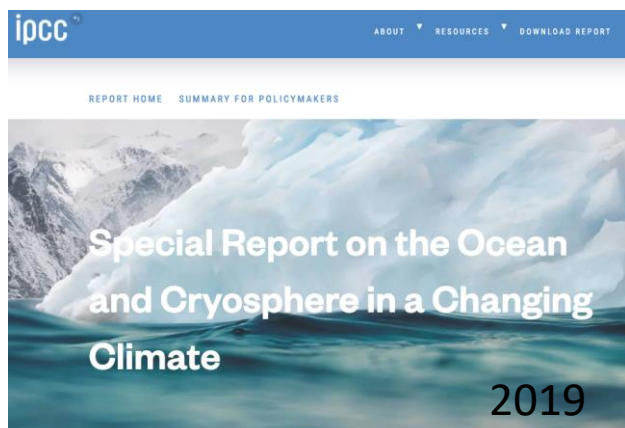 ipcc
ABOUT RESOURCES DOWNLOAD REPORT
REPORT HOME SUMMARY FOR POLICYMAKERS
Special Report on the Ocean
and Cryosphere in a Changing
Climate
2019